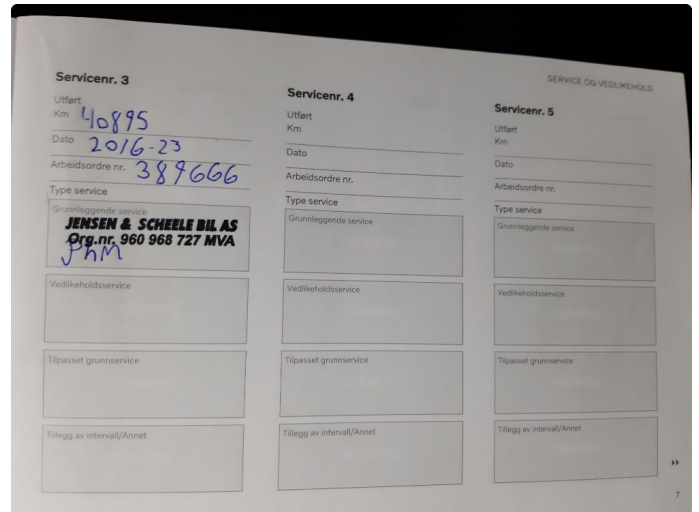 SERVICE OG VEDLIKEHOLD
Servicenr. 3
Utført
Km 40895
Dato 2016-23
Arbeidsordre nr. 389666
Type service
Grunnleggende service
JENSEN & SCHEELE BIL AS
Org.nr. 960 968 727 MVA
Vedlikeholdsservice
Tilpasset grunnservice
Tillegg av intervall/Annet
Servicenr. 4
Utført
Km
Dato
Arbeidsordre nr.
Type service
Grunnleggende service
Vedlikeholdsservice
Tilpasset grunnservice
Tillegg av intervall/Annet
Servicenr. 5
Utført
Km
Dato
Arbeidsordre nr.
Type service
Grunnleggende service
Vedlikeholdsservice
Tilpasset grunnservice
Tillegg av intervall/Annet
7